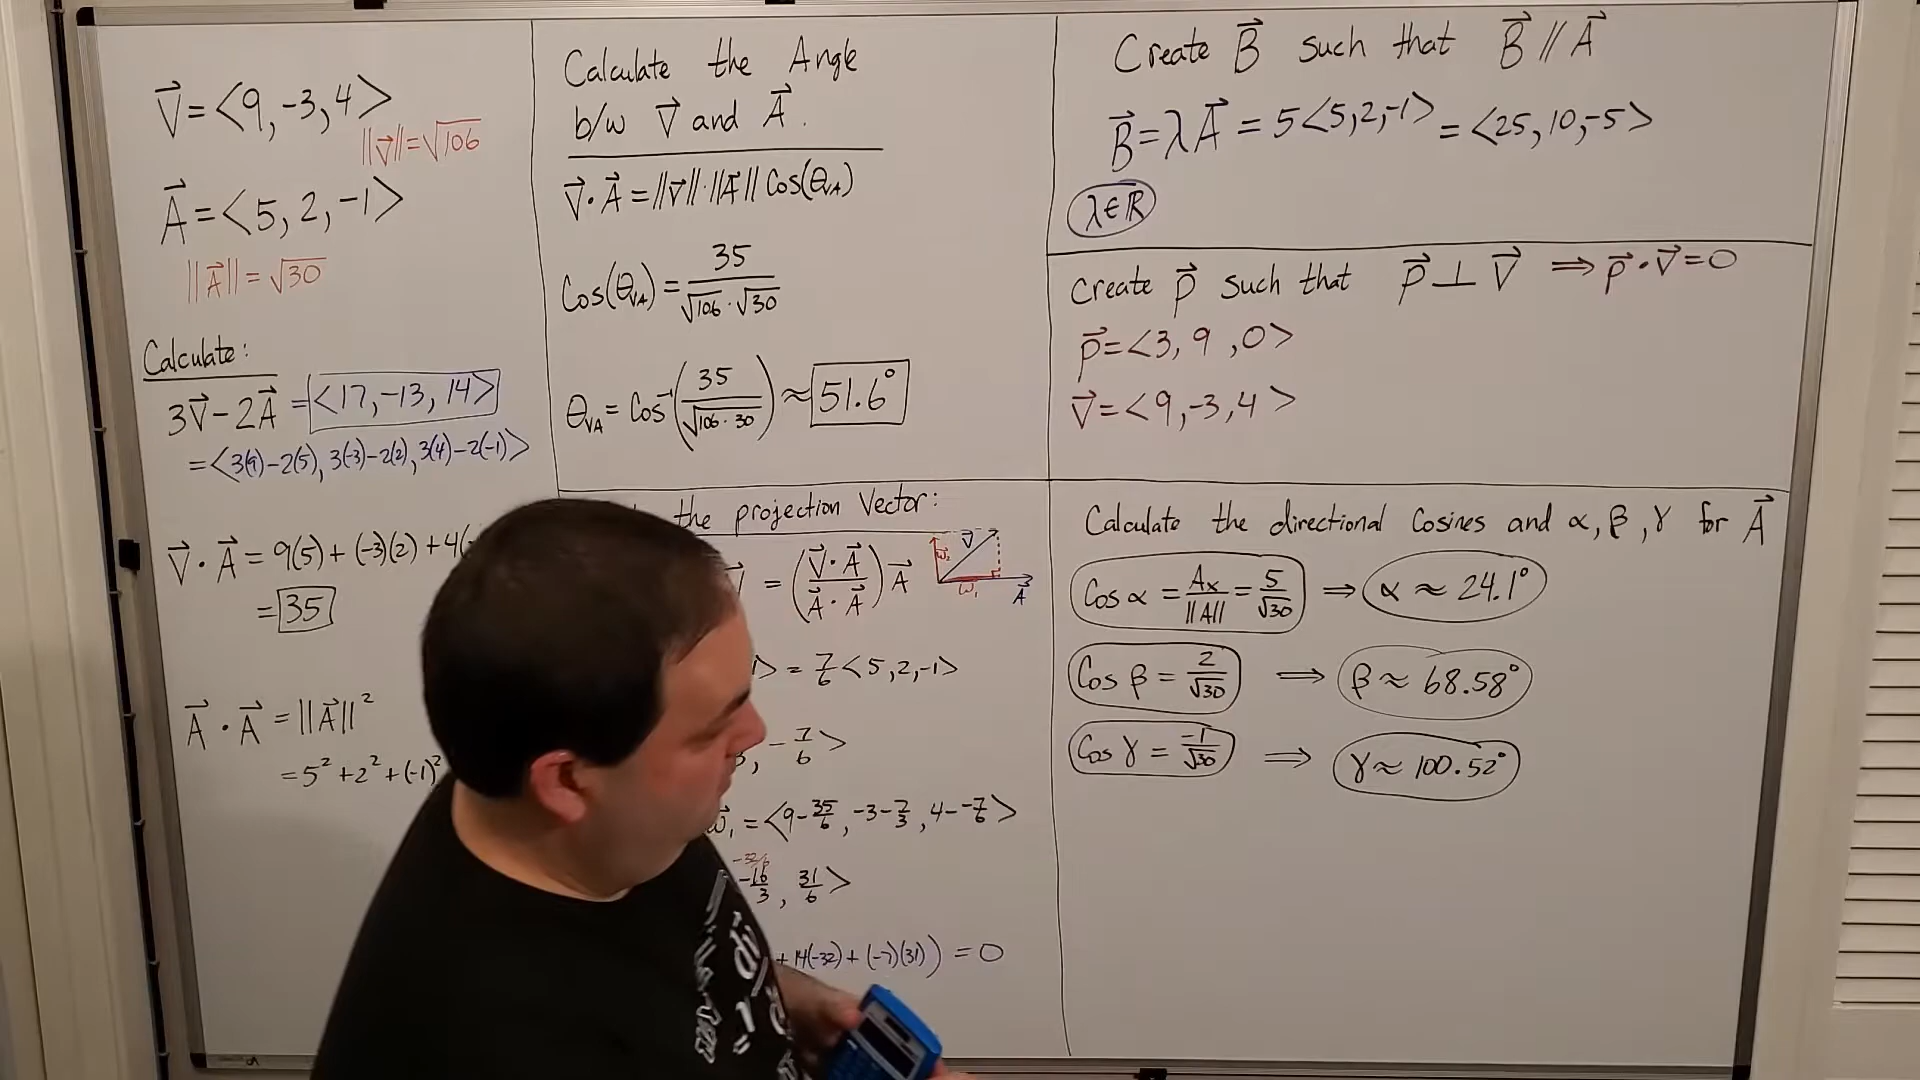 V⃗ = <9, -3, 4>
||v⃗|| = √106
A⃗ = <5, 2, -1>
||A⃗|| = √30
Calculate:
3V⃗ - 2A⃗ = <17, -13, 14>
= <3(9)-2(5), 3(-3)-2(2), 3(4)-2(-1)>
V⃗ · A⃗ = 9(5) + (-3)(2) + 4(-
= 35
A⃗ · A⃗ = ||A⃗||²
= 5² + 2² + (-1)²
Calculate the Angle
b/w V⃗ and A⃗.
V⃗ · A⃗ = ||V⃗|| · ||A⃗|| Cos(θVA)
Cos(θVA) = 35/(√106 · √30)
θVA = Cos⁻¹(35/√(106·30)) ≈ 51.6°
the projection Vector:
V⃗ = (V⃗·A⃗ / A⃗·A⃗) A⃗
V⃗
W⃗₂
W⃗₁
A⃗
> = 7/6 <5, 2, -1>
, -7/6>
W⃗₁ = <9 - 35/6, -3 - 7/3, 4 - -7/6>
-32/6
-16/3, 31/6>
+ 14(-32) + (-7)(31)) = 0
Create B⃗ such that B⃗ // A⃗
B⃗ = λA⃗ = 5<5, 2, -1> = <25, 10, -5>
λ ∈ ℝ
Create p⃗ such that p⃗ ⊥ V⃗ ⟹ p⃗ · V⃗ = 0
p⃗ = <3, 9, 0>
V⃗ = <9, -3, 4>
Calculate the directional Cosines and α, β, γ for A⃗
Cos α = Ax/||A|| = 5/√30 ⟹ α ≈ 24.1°
Cos β = 2/√30 ⟹ β ≈ 68.58°
Cos γ = -1/√30 ⟹ γ ≈ 100.52°